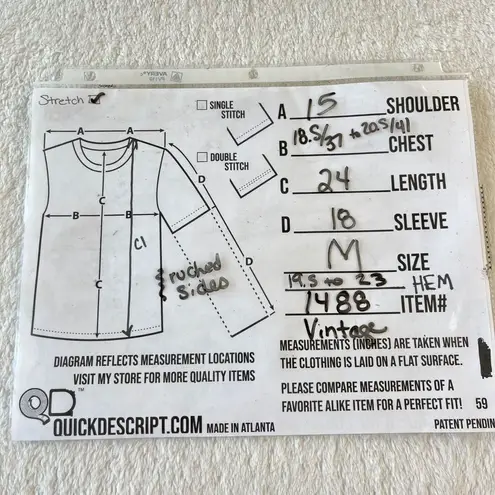 AVERY®
Stretch ☑
☐ SINGLE STITCH
☐ DOUBLE STITCH
A 15 SHOULDER
B 18.5/37 to 20.5/41 CHEST
C 24 LENGTH
D 18 SLEEVE
M SIZE
19.5 to 23 HEM
1488 ITEM#
Vintage
A A
C
D
B B
C1
D
C
ruched
sides
MEASUREMENTS (INCHES) ARE TAKEN WHEN
THE CLOTHING IS LAID ON A FLAT SURFACE.
PLEASE COMPARE MEASUREMENTS OF A
FAVORITE ALIKE ITEM FOR A PERFECT FIT! 59
PATENT PENDIN
DIAGRAM REFLECTS MEASUREMENT LOCATIONS
VISIT MY STORE FOR MORE QUALITY ITEMS
QD™
QUICKDESCRIPT.COM MADE IN ATLANTA